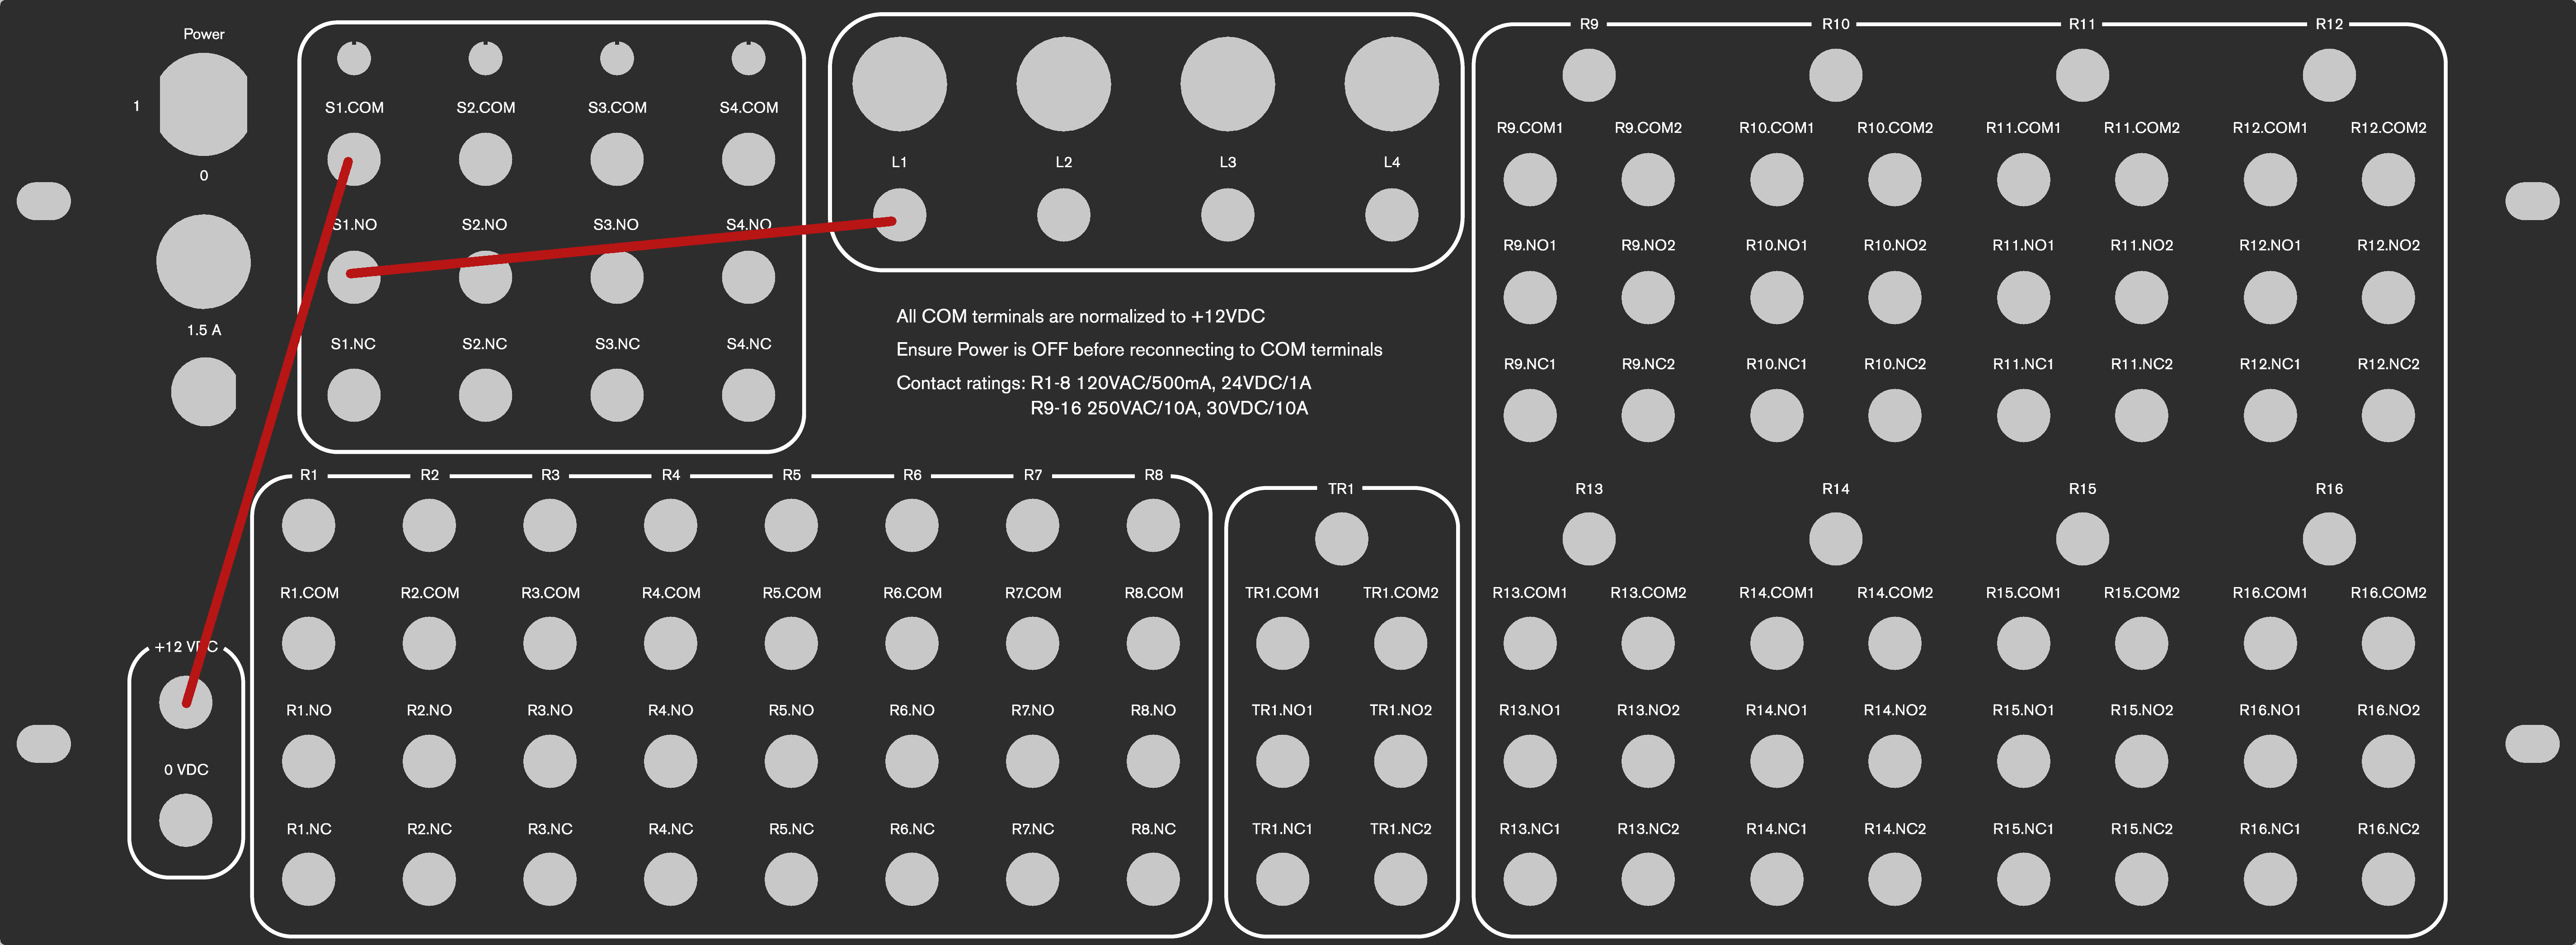 Power
1
0
1.5 A
S1.COM S2.COM S3.COM S4.COM
S1.NO S2.NO S3.NO S4.NO
S1.NC S2.NC S3.NC S4.NC
L1 L2 L3 L4
All COM terminals are normalized to +12VDC
Ensure Power is OFF before reconnecting to COM terminals
Contact ratings: R1-8 120VAC/500mA, 24VDC/1A
R9-16 250VAC/10A, 30VDC/10A
R9 R10 R11 R12
R9.COM1 R9.COM2 R10.COM1 R10.COM2 R11.COM1 R11.COM2 R12.COM1 R12.COM2
R9.NO1 R9.NO2 R10.NO1 R10.NO2 R11.NO1 R11.NO2 R12.NO1 R12.NO2
R9.NC1 R9.NC2 R10.NC1 R10.NC2 R11.NC1 R11.NC2 R12.NC1 R12.NC2
+12 VDC
0 VDC
R1 R2 R3 R4 R5 R6 R7 R8
R1.COM R2.COM R3.COM R4.COM R5.COM R6.COM R7.COM R8.COM
R1.NO R2.NO R3.NO R4.NO R5.NO R6.NO R7.NO R8.NO
R1.NC R2.NC R3.NC R4.NC R5.NC R6.NC R7.NC R8.NC
TR1
TR1.COM1 TR1.COM2
TR1.NO1 TR1.NO2
TR1.NC1 TR1.NC2
R13 R14 R15 R16
R13.COM1 R13.COM2 R14.COM1 R14.COM2 R15.COM1 R15.COM2 R16.COM1 R16.COM2
R13.NO1 R13.NO2 R14.NO1 R14.NO2 R15.NO1 R15.NO2 R16.NO1 R16.NO2
R13.NC1 R13.NC2 R14.NC1 R14.NC2 R15.NC1 R15.NC2 R16.NC1 R16.NC2